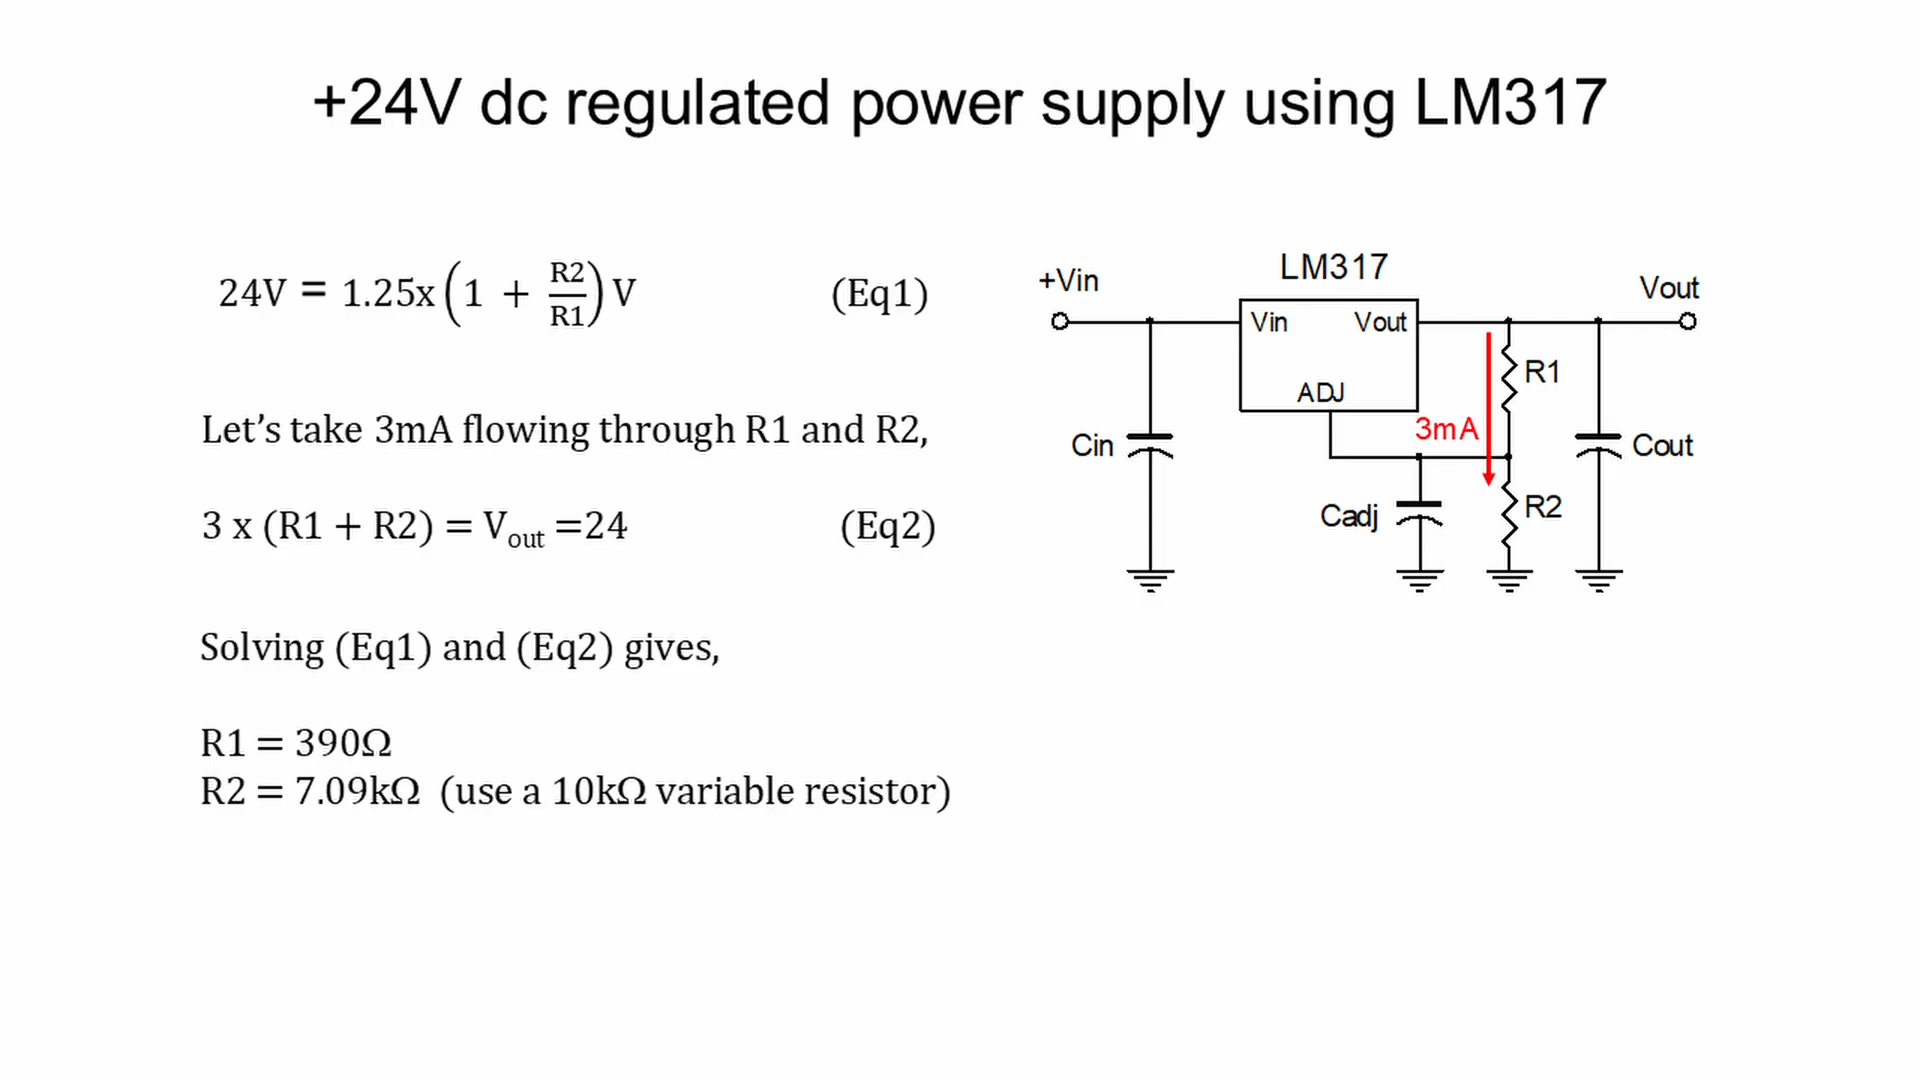 +24V dc regulated power supply using LM317
24V = 1.25x(1 + R2/R1)V (Eq1)
Let's take 3mA flowing through R1 and R2,
3 x (R1 + R2) = Vout =24 (Eq2)
Solving (Eq1) and (Eq2) gives,
R1 = 390Ω
R2 = 7.09kΩ (use a 10kΩ variable resistor)
LM317
+Vin
Vout
Vin Vout
ADJ
R1
3mA
Cin
Cout
Cadj
R2